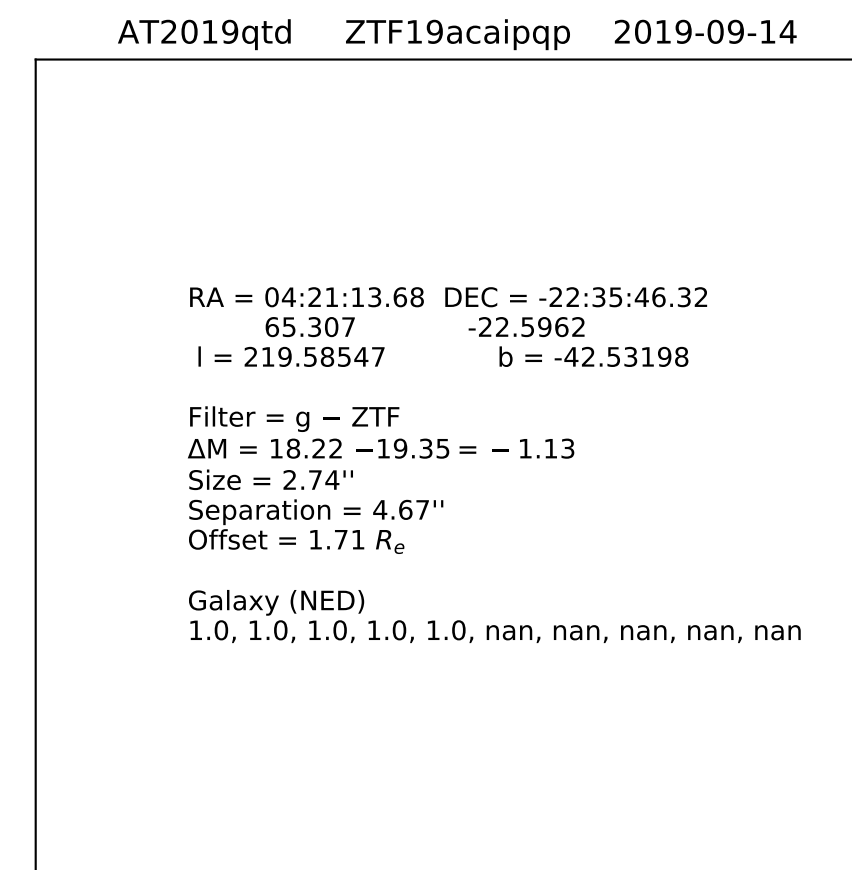 AT2019qtd ZTF19acaipqp 2019-09-14
RA = 04:21:13.68 DEC = -22:35:46.32
65.307 -22.5962
l = 219.58547 b = -42.53198
Filter = g − ZTF
ΔM = 18.22 −19.35 = − 1.13
Size = 2.74''
Separation = 4.67''
Offset = 1.71 Re
Galaxy (NED)
1.0, 1.0, 1.0, 1.0, 1.0, nan, nan, nan, nan, nan